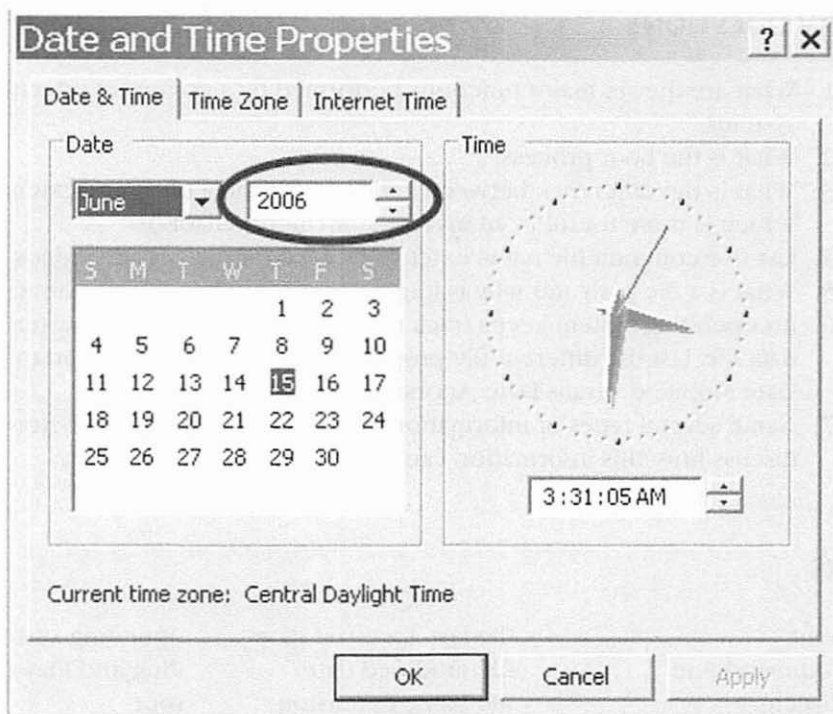 Date and Time Properties ? ×
Date & Time Time Zone Internet Time
Date
June 2006
S M T W T F S
1 2 3
4 5 6 7 8 9 10
11 12 13 14 15 16 17
18 19 20 21 22 23 24
25 26 27 28 29 30
Time
3:31:05 AM
Current time zone: Central Daylight Time
OK Cancel Apply